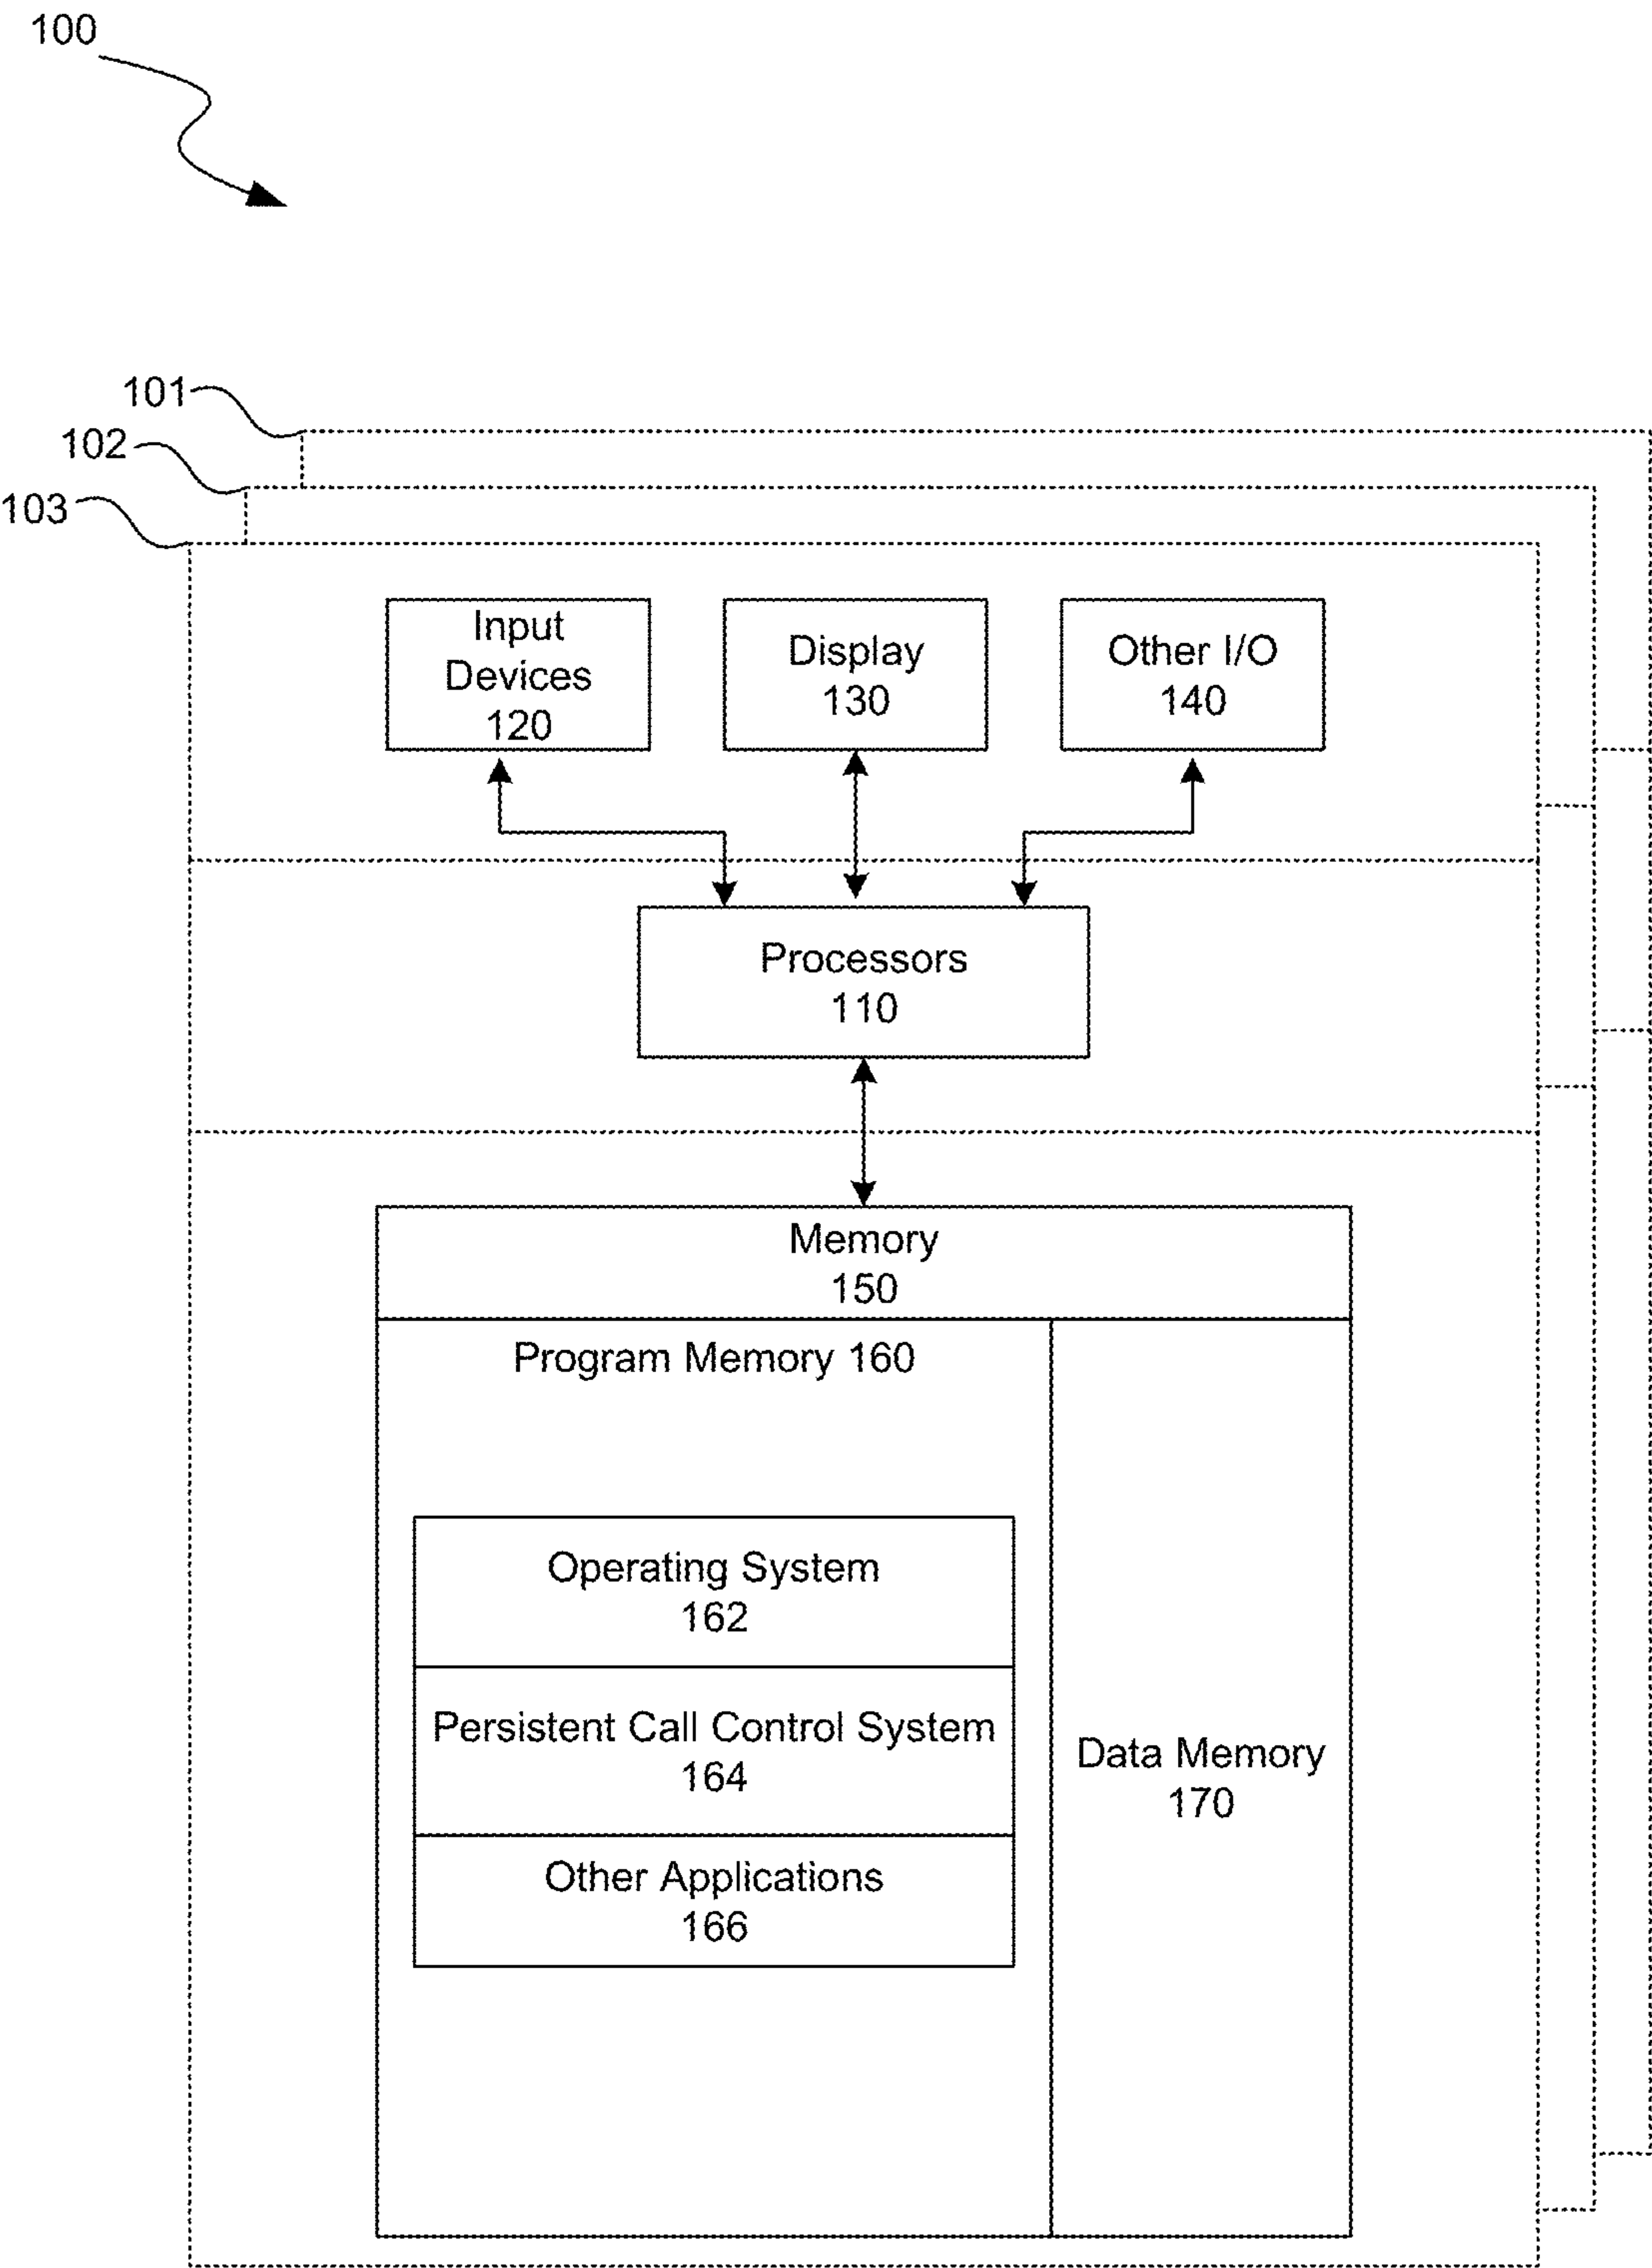 100
101
102
103
Input
Devices
120
Display
130
Other I/O
140
Processors
110
Memory
150
Program Memory 160
Operating System
162
Persistent Call Control System
164
Other Applications
166
Data Memory
170